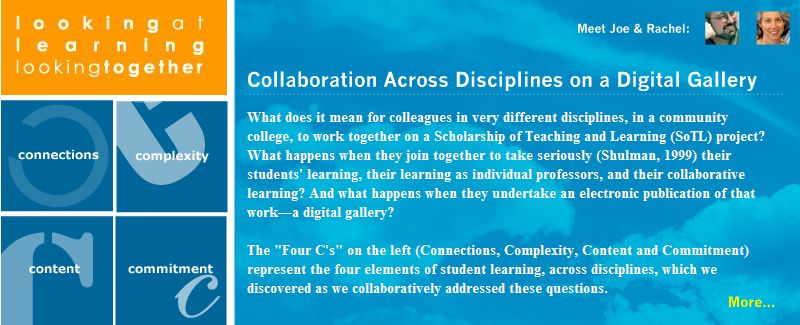 looking at
learning
lookingtogether
Meet Joe & Rachel:
Collaboration Across Disciplines on a Digital Gallery
What does it mean for colleagues in very different disciplines, in a community
college, to work together on a Scholarship of Teaching and Learning (SoTL) project?
What happens when they join together to take seriously (Shulman, 1999) their
students' learning, their learning as individual professors, and their collaborative
learning? And what happens when they undertake an electronic publication of that
work—a digital gallery?
The "Four C's" on the left (Connections, Complexity, Content and Commitment)
represent the four elements of student learning, across disciplines, which we
discovered as we collaboratively addressed these questions.
More...
c
connections
c
complexity
c
content
c
commitment